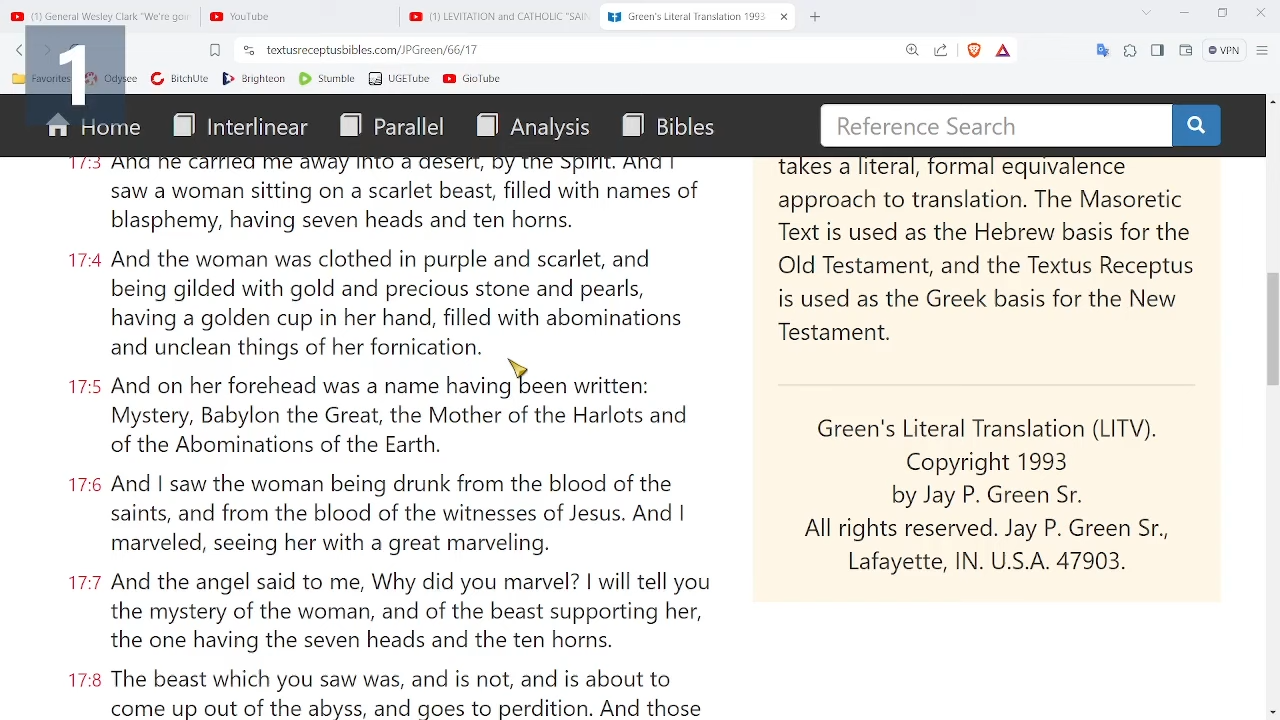 (1) General Wesley Clark "We're goin
YouTube
(1) LEVITATION and CATHOLIC "SAIN
Green's Literal Translation 1993
textusreceptusbibles.com/JPGreen/66/17
VPN
1
Favorites
Odysee
BitchUte
Brighteon
Stumble
UGETube
GioTube
Home
Interlinear
Parallel
Analysis
Bibles
Reference Search
17:3 And he carried me away into a desert, by the Spirit. And I
saw a woman sitting on a scarlet beast, filled with names of
blasphemy, having seven heads and ten horns.
17:4 And the woman was clothed in purple and scarlet, and
being gilded with gold and precious stone and pearls,
having a golden cup in her hand, filled with abominations
and unclean things of her fornication.
17:5 And on her forehead was a name having been written:
Mystery, Babylon the Great, the Mother of the Harlots and
of the Abominations of the Earth.
17:6 And I saw the woman being drunk from the blood of the
saints, and from the blood of the witnesses of Jesus. And I
marveled, seeing her with a great marveling.
17:7 And the angel said to me, Why did you marvel? I will tell you
the mystery of the woman, and of the beast supporting her,
the one having the seven heads and the ten horns.
17:8 The beast which you saw was, and is not, and is about to
come up out of the abyss, and goes to perdition. And those
takes a literal, formal equivalence
approach to translation. The Masoretic
Text is used as the Hebrew basis for the
Old Testament, and the Textus Receptus
is used as the Greek basis for the New
Testament.
Green's Literal Translation (LITV).
Copyright 1993
by Jay P. Green Sr.
All rights reserved. Jay P. Green Sr.,
Lafayette, IN. U.S.A. 47903.